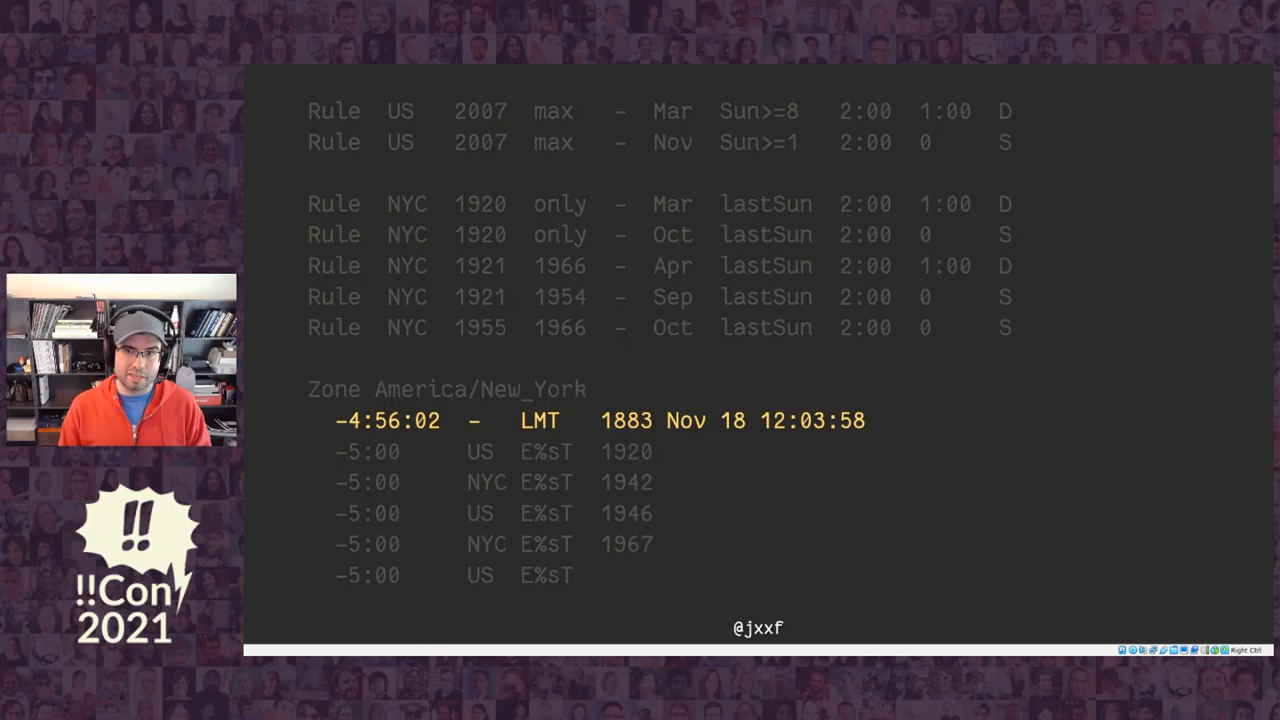 Rule US 2007 max - Mar Sun>=8 2:00 1:00 D
Rule US 2007 max - Nov Sun>=1 2:00 0 S
Rule NYC 1920 only - Mar lastSun 2:00 1:00 D
Rule NYC 1920 only - Oct lastSun 2:00 0 S
Rule NYC 1921 1966 - Apr lastSun 2:00 1:00 D
Rule NYC 1921 1954 - Sep lastSun 2:00 0 S
Rule NYC 1955 1966 - Oct lastSun 2:00 0 S
Zone America/New_York
-4:56:02 - LMT 1883 Nov 18 12:03:58
-5:00 US E%sT 1920
-5:00 NYC E%sT 1942
-5:00 US E%sT 1946
-5:00 NYC E%sT 1967
-5:00 US E%sT
@jxxf
Right Ctrl
!!
!!Con
2021